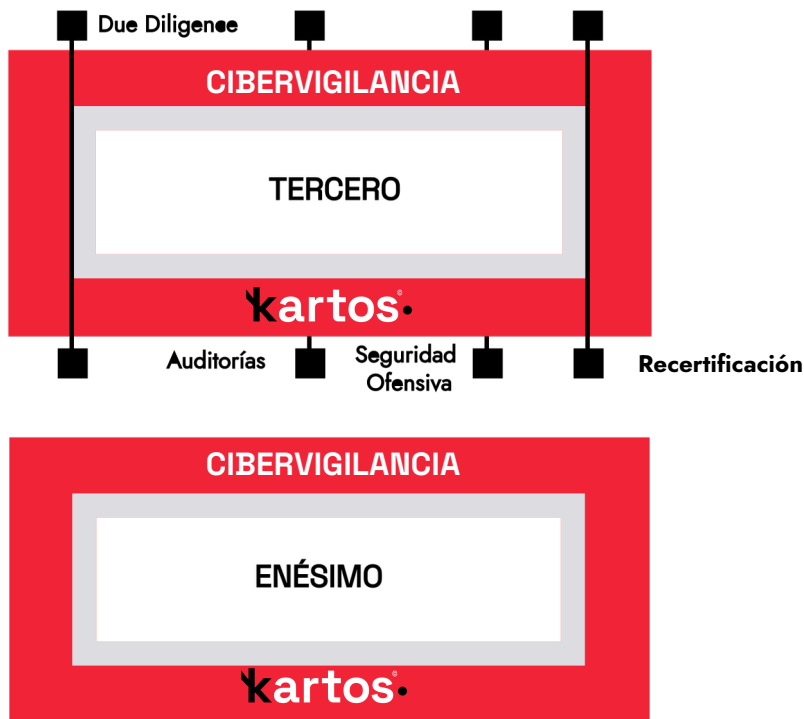 Due Diligence
CIBERVIGILANCIA
TERCERO
kartos©
Auditorías
Seguridad
Ofensiva
Recertificación
CIBERVIGILANCIA
ENÉSIMO
kartos©